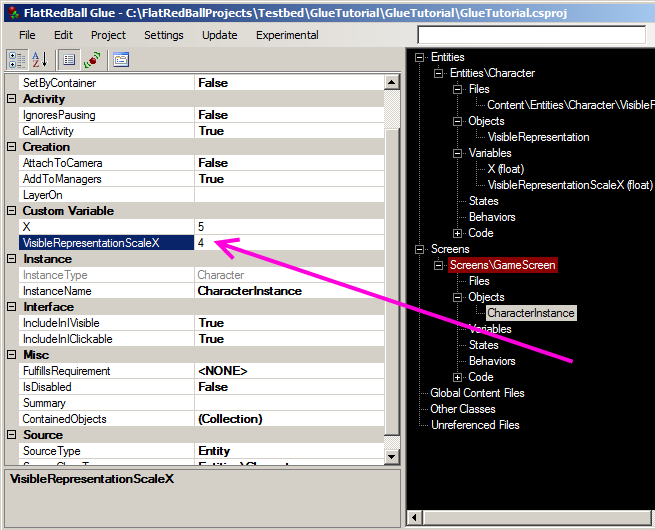 FlatRedBall Glue - C:\FlatRedBallProjects\Testbed\GlueTutorial\GlueTutorial\GlueTutorial.csproj
File Edit Project Settings Update Experimental
SetByContainer False
Activity
IgnoresPausing False
CallActivity True
Creation
AttachToCamera False
AddToManagers True
LayerOn
Custom Variable
X 5
VisibleRepresentationScaleX 4
Instance
InstanceType Character
InstanceName CharacterInstance
Interface
IncludeInIVisible True
IncludeInIClickable True
Misc
FulfillsRequirement <NONE>
IsDisabled False
Summary
ContainedObjects (Collection)
Source
SourceType Entity
VisibleRepresentationScaleX
Entities
Entities\Character
Files
Content\Entities\Character\VisibleF
Objects
VisibleRepresentation
Variables
X (float)
VisibleRepresentationScaleX (float)
States
Behaviors
Code
Screens
Screens\GameScreen
Files
Objects
CharacterInstance
Variables
States
Behaviors
Code
Global Content Files
Other Classes
Unreferenced Files